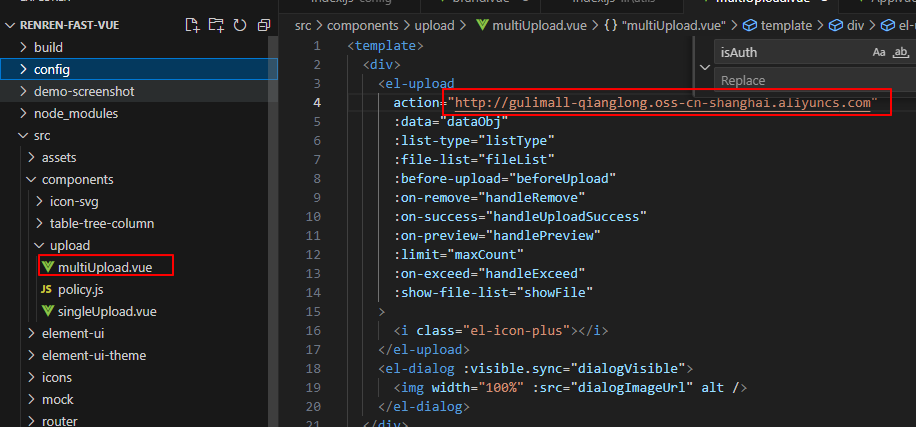 RENREN-FAST-VUE
build
config
demo-screenshot
node_modules
src
assets
components
icon-svg
table-tree-column
upload
multiUpload.vue
policy.js
singleUpload.vue
element-ui
element-ui-theme
icons
mock
router
src > components > upload > multiUpload.vue > {} "multiUpload.vue" > template > div > el-u
isAuth
Aa ab
Replace
1 <template>
2 <div>
3 <el-upload
4 action="http://gulimall-qianglong.oss-cn-shanghai.aliyuncs.com"
5 :data="dataObj"
6 :list-type="listType"
7 :file-list="fileList"
8 :before-upload="beforeUpload"
9 :on-remove="handleRemove"
10 :on-success="handleUploadSuccess"
11 :on-preview="handlePreview"
12 :limit="maxCount"
13 :on-exceed="handleExceed"
14 :show-file-list="showFile"
15 >
16 <i class="el-icon-plus"></i>
17 </el-upload>
18 <el-dialog :visible.sync="dialogVisible">
19 <img width="100%" :src="dialogImageUrl" alt />
20 </el-dialog>
21 </div>